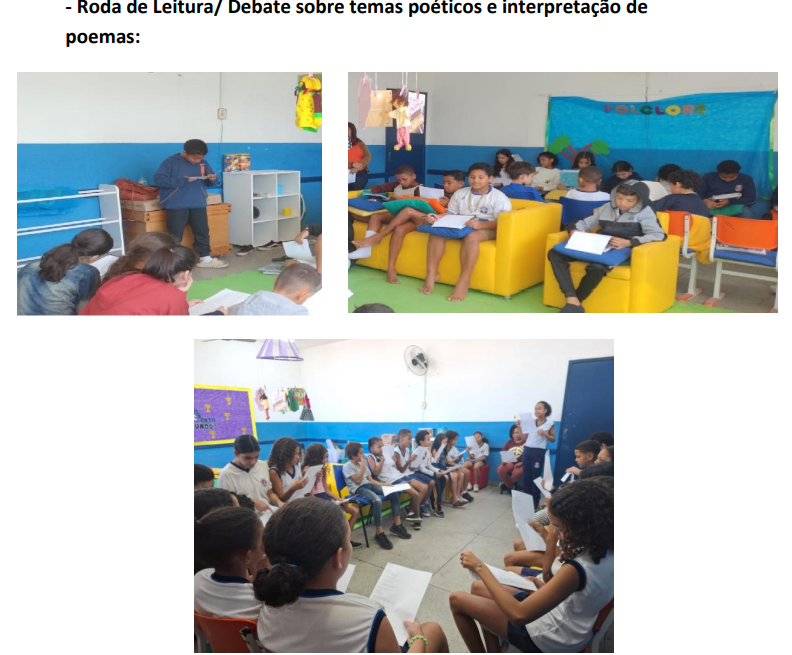 - Roda de Leitura/ Debate sobre temas poéticos e interpretação de
poemas:
FOLCLORE